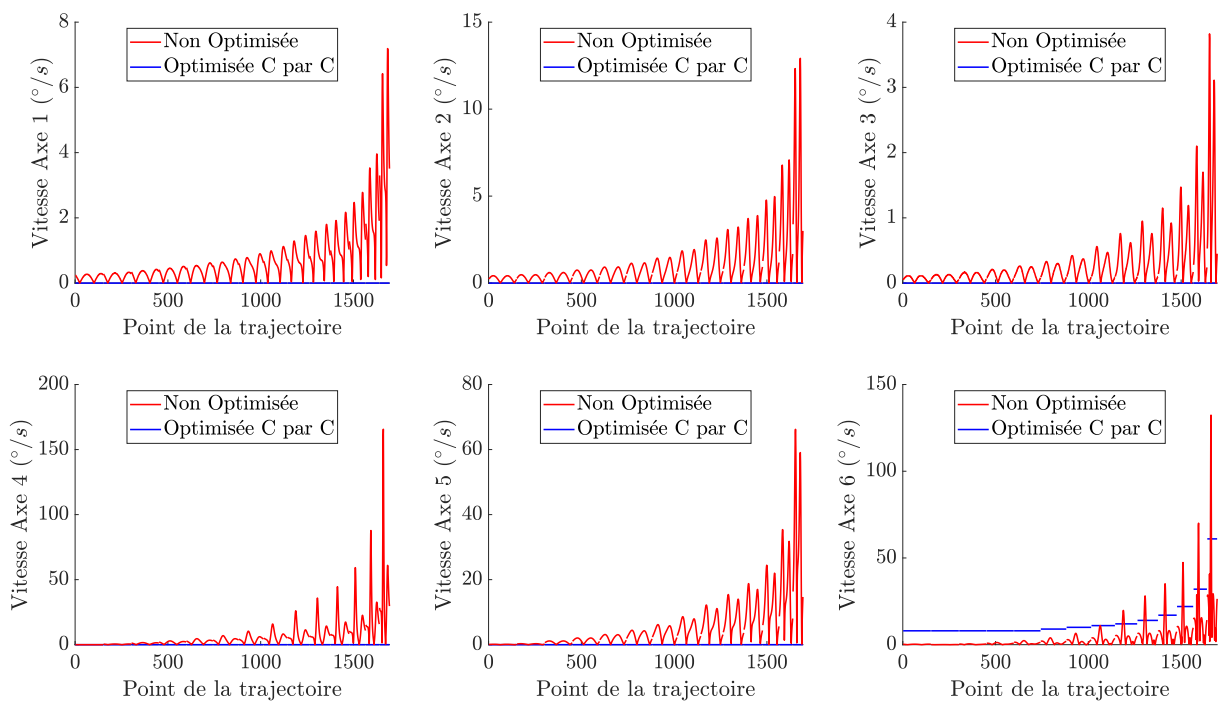 Vitesse Axe 1 (°/s)
8
6
4
2
0
Non Optimisée
Optimisée C par C
0 500 1000 1500
Point de la trajectoire
Vitesse Axe 2 (°/s)
15
10
5
0
Non Optimisée
Optimisée C par C
0 500 1000 1500
Point de la trajectoire
Vitesse Axe 3 (°/s)
4
3
2
1
0
Non Optimisée
Optimisée C par C
0 500 1000 1500
Point de la trajectoire
Vitesse Axe 4 (°/s)
200
150
100
50
0
Non Optimisée
Optimisée C par C
0 500 1000 1500
Point de la trajectoire
Vitesse Axe 5 (°/s)
80
60
40
20
0
Non Optimisée
Optimisée C par C
0 500 1000 1500
Point de la trajectoire
Vitesse Axe 6 (°/s)
150
100
50
0
Non Optimisée
Optimisée C par C
0 500 1000 1500
Point de la trajectoire